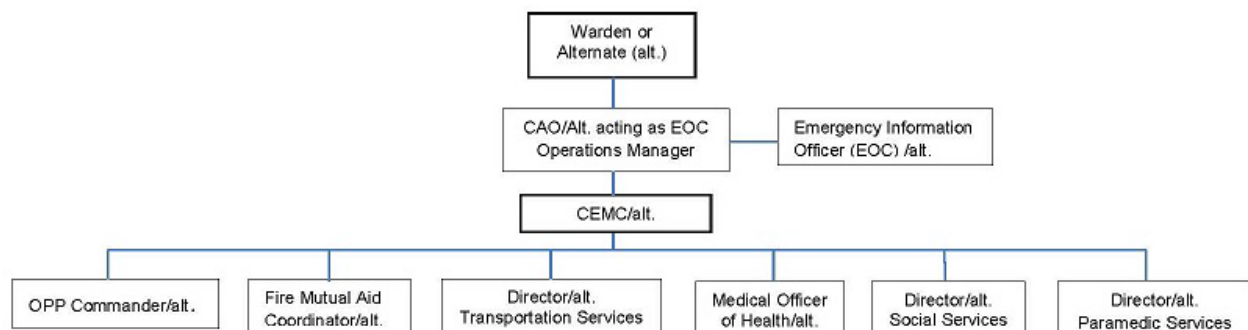 Warden or
Alternate (alt.)
CAO/Alt. acting as EOC
Operations Manager
Emergency Information
Officer (EOC) /alt.
CEMC/alt.
OPP Commander/alt.
Fire Mutual Aid
Coordinator/alt.
Director/alt.
Transportation Services
Medical Officer
of Health/alt.
Director/alt.
Social Services
Director/alt.
Paramedic Services